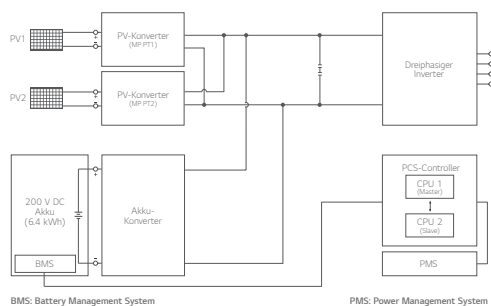 PV1
PV-Konverter
(MP PT1)
PV2
PV-Konverter
(MP PT2)
Dreiphasiger
Inverter
200 V DC
Akku
(6.4 kWh)
BMS
Akku-
Konverter
PCS-Controller
CPU 1
(Master)
CPU 2
(Slave)
PMS
BMS: Battery Management System
PMS: Power Management System